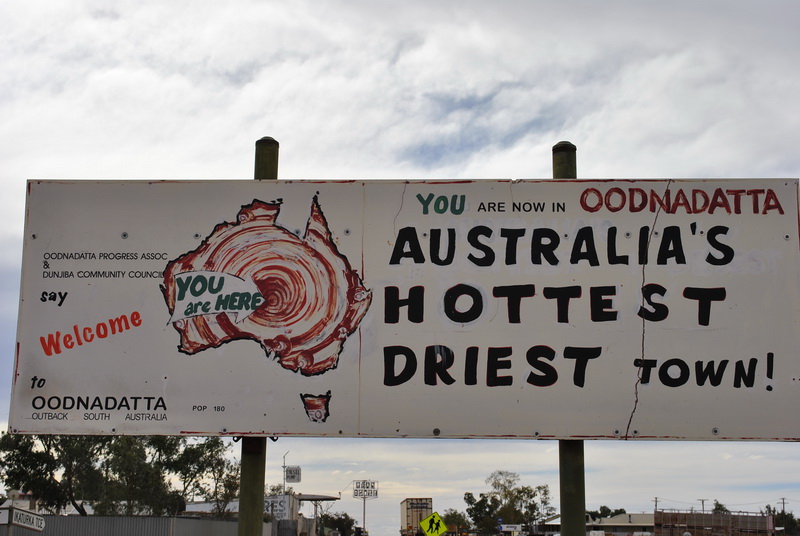 OODNADATTA PROGRESS ASSOC
&
DUNJIBA COMMUNITY COUNCIL
say
Welcome
to
OODNADATTA
OUTBACK SOUTH AUSTRALIA
POP 180
YOU are HERE
YOU ARE NOW IN OODNADATTA
AUSTRALIA'S
HOTTEST
DRIEST TOWN!